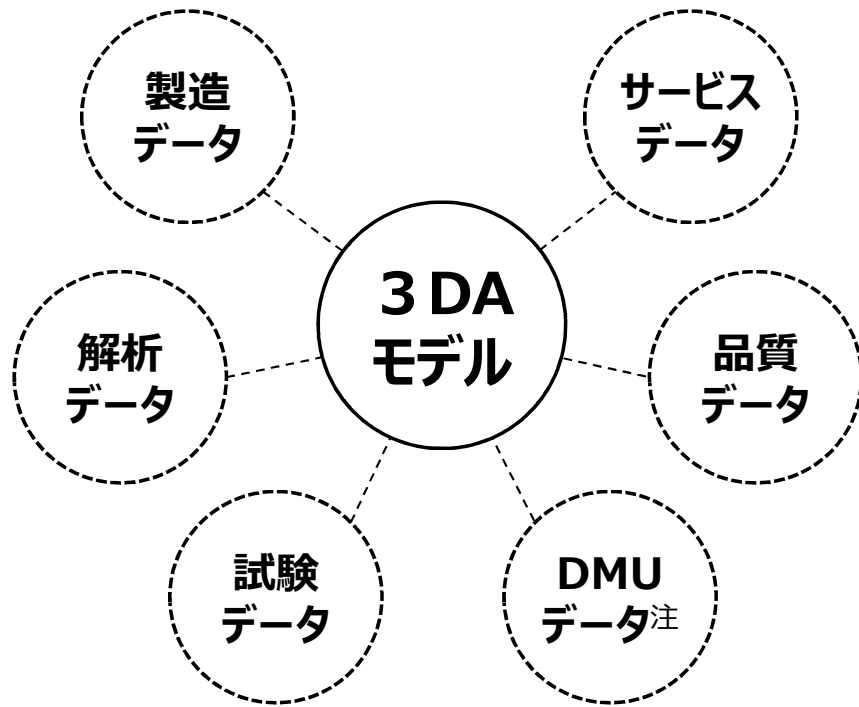 製造
データ
サービス
データ
３DA
モデル
解析
データ
品質
データ
試験
データ
DMU
データ注